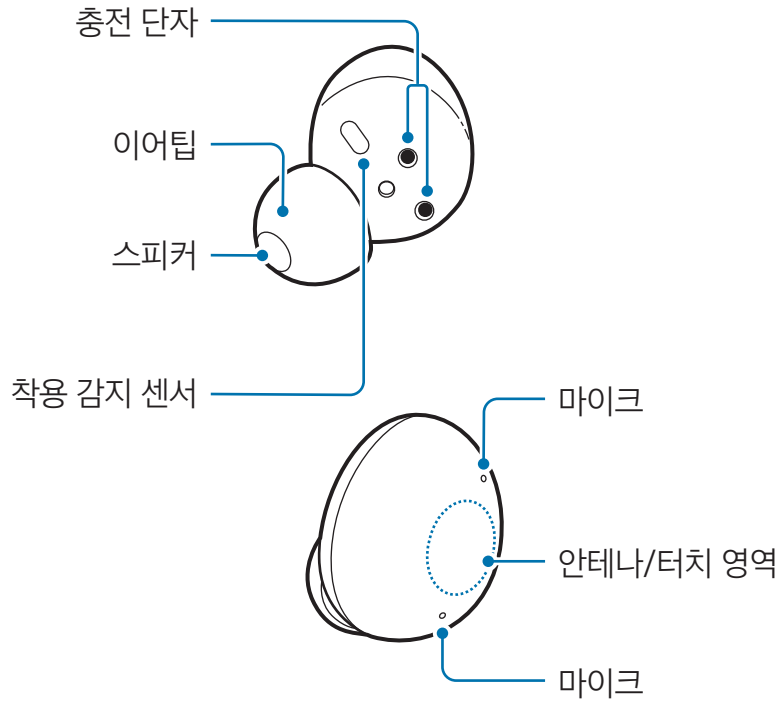 충전 단자
이어팁
스피커
착용 감지 센서
마이크
안테나/터치 영역
마이크